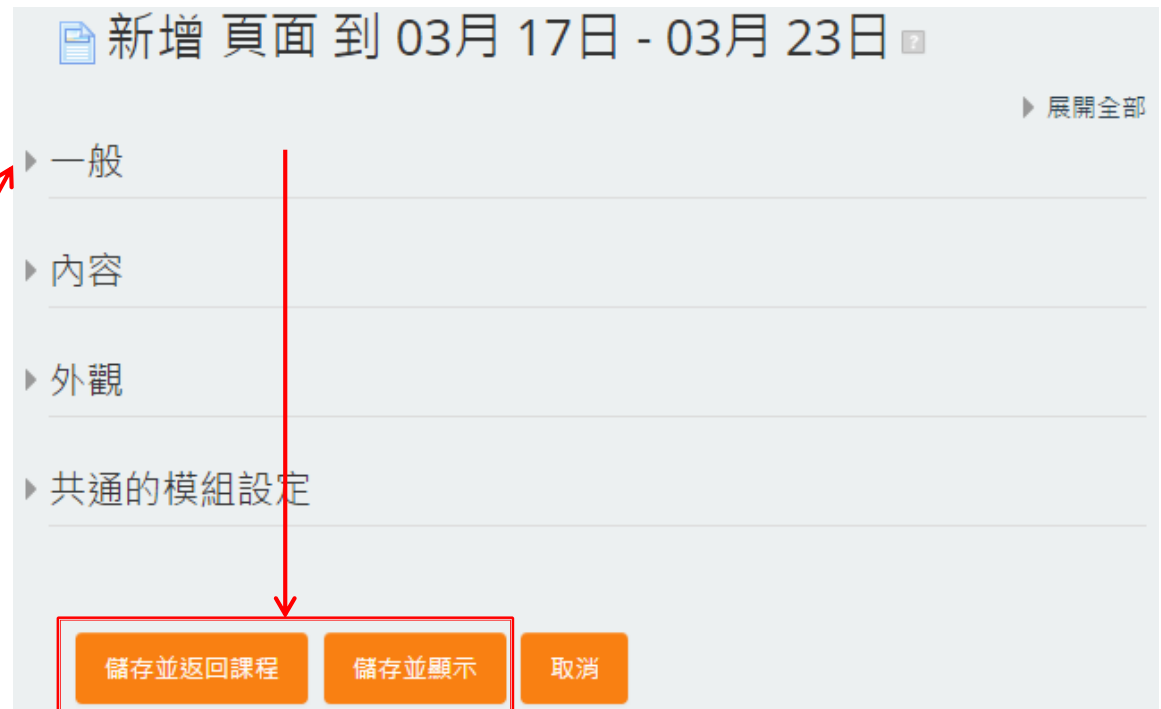 新增 頁面 到 03月 17日 - 03月 23日
展開全部
一般
內容
外觀
共通的模組設定
儲存並返回課程 儲存並顯示 取消